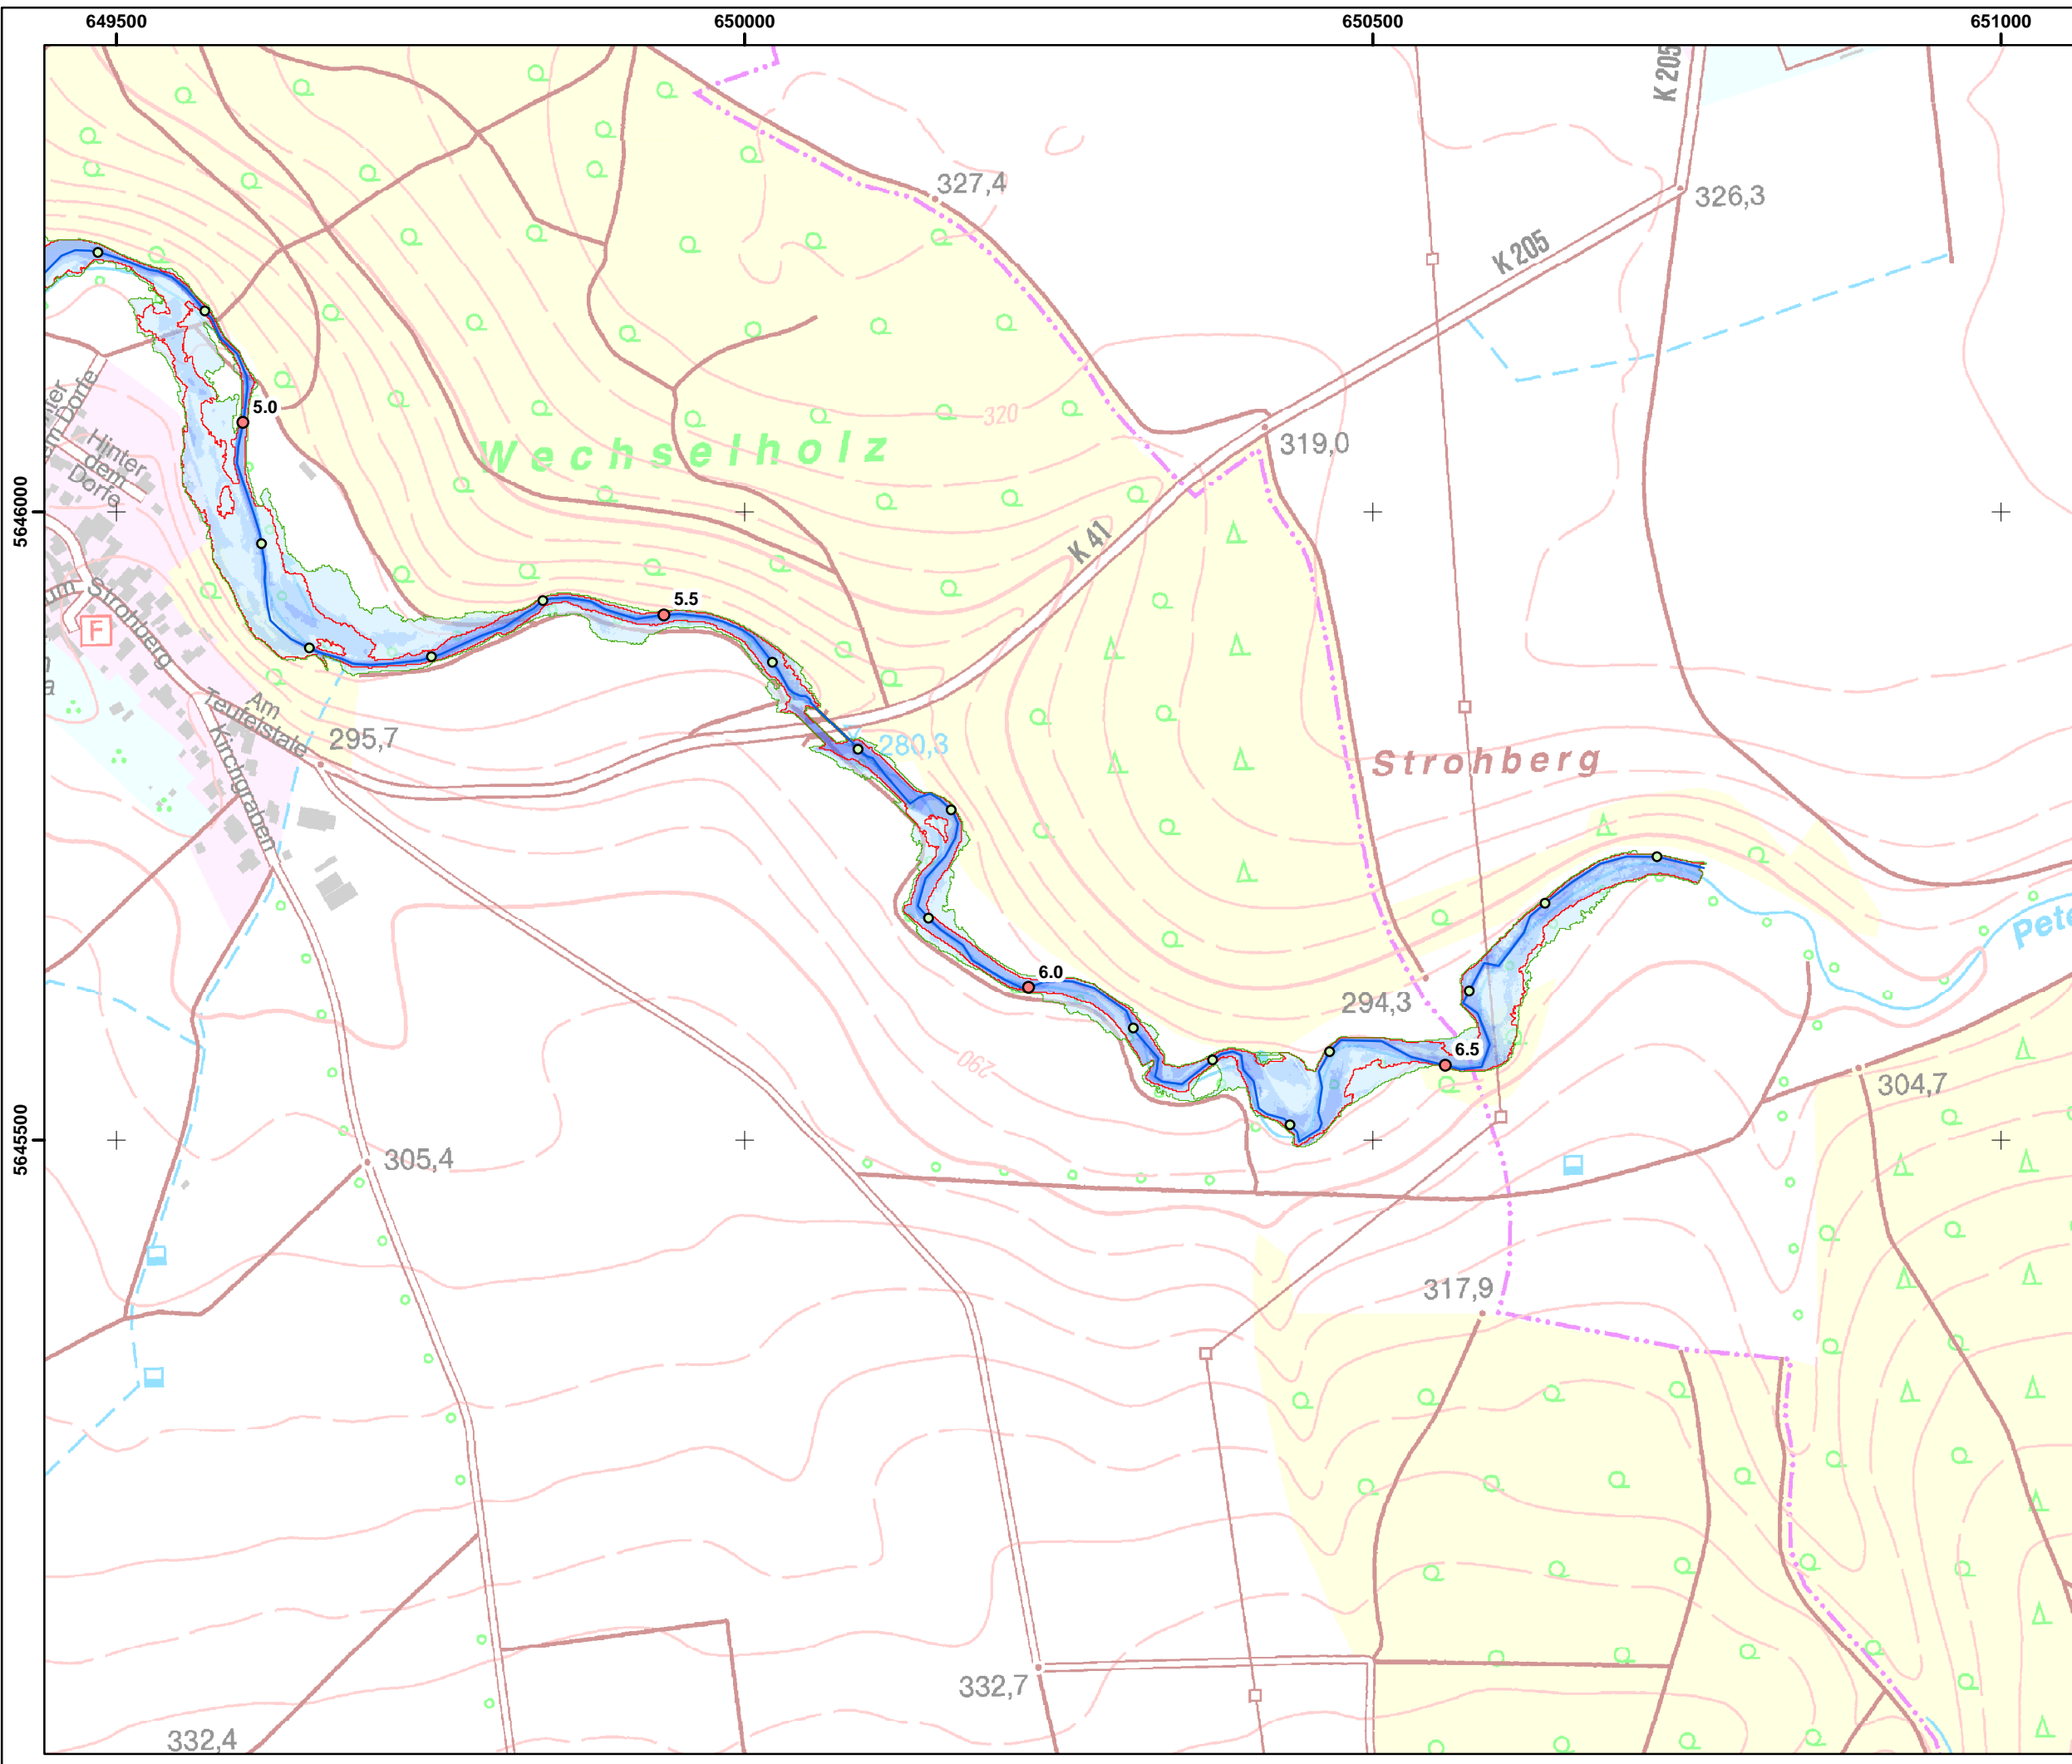 649500
650000
650500
651000
K 205
327,4
326,3
K 205
5.0
320
Wechselholz
319,0
Hinter
dem
Dorfe
5646000
K 41
Strohberg
5.5
F
Am
Teufelstale
295,7
280,3
Strohberg
Kirchgraben
6.0
294,3
6.5
290
304,7
5645500
305,4
317,9
332,7
332,4